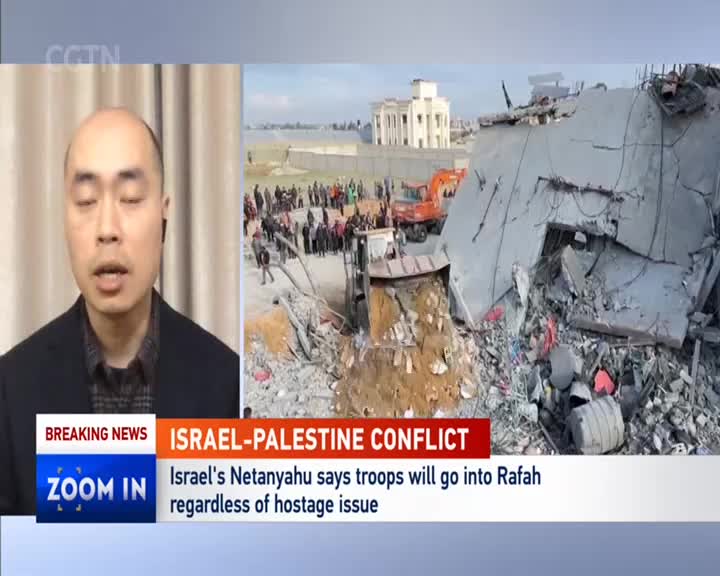 CGTN
BREAKING NEWS
ISRAEL-PALESTINE CONFLICT
ZOOM IN
Israel's Netanyahu says troops will go into Rafah
regardless of hostage issue